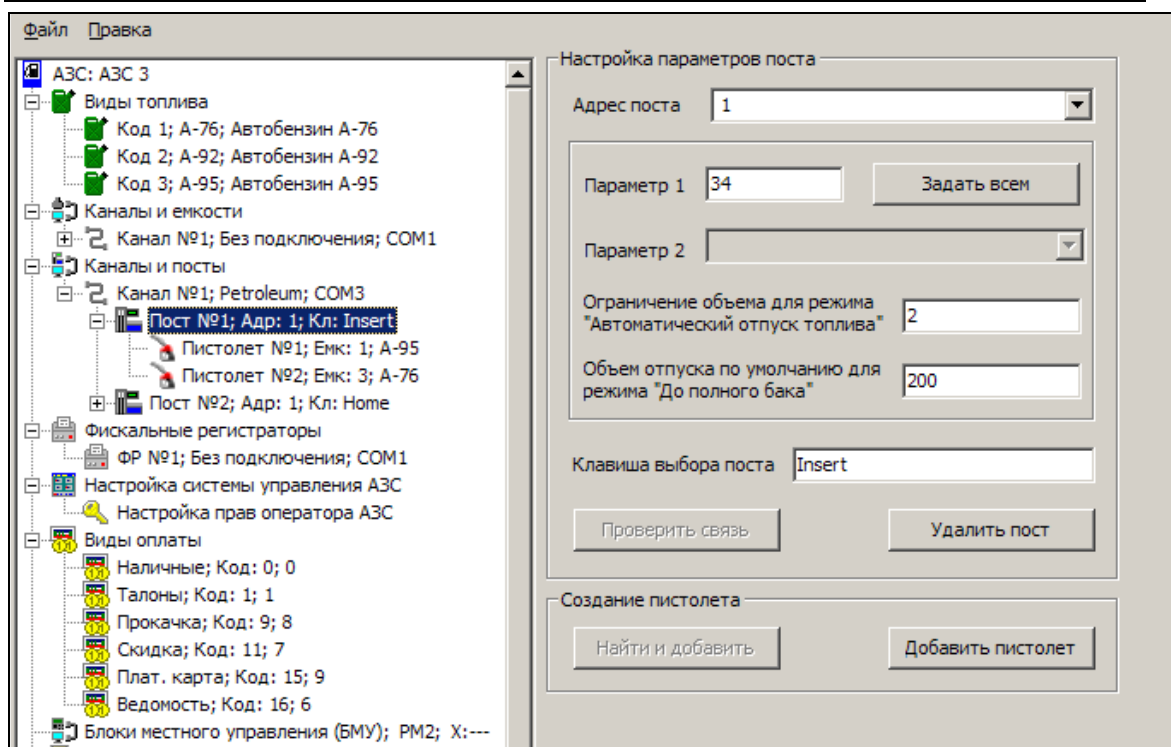 Файл Правка
АЗС: АЗС 3
Виды топлива
Код 1; А-76; Автобензин А-76
Код 2; А-92; Автобензин А-92
Код 3; А-95; Автобензин А-95
Каналы и емкости
Канал №1; Без подключения; COM1
Каналы и посты
Канал №1; Petroleum; COM3
Пост №1; Адр: 1; Кл: Insert
Пистолет №1; Емк: 1; А-95
Пистолет №2; Емк: 3; А-76
Пост №2; Адр: 1; Кл: Home
Фискальные регистраторы
ФР №1; Без подключения; COM1
Настройка системы управления АЗС
Настройка прав оператора АЗС
Виды оплаты
Наличные; Код: 0; 0
Талоны; Код: 1; 1
Прокачка; Код: 9; 8
Скидка; Код: 11; 7
Плат. карта; Код: 15; 9
Ведомость; Код: 16; 6
Блоки местного управления (БМУ); РМ2; X:---
Настройка параметров поста
Адрес поста 1
Параметр 1 34 Задать всем
Параметр 2
Ограничение объема для режима
"Автоматический отпуск топлива" 2
Объем отпуска по умолчанию для
режима "До полного бака" 200
Клавиша выбора поста Insert
Проверить связь Удалить пост
Создание пистолета
Найти и добавить Добавить пистолет